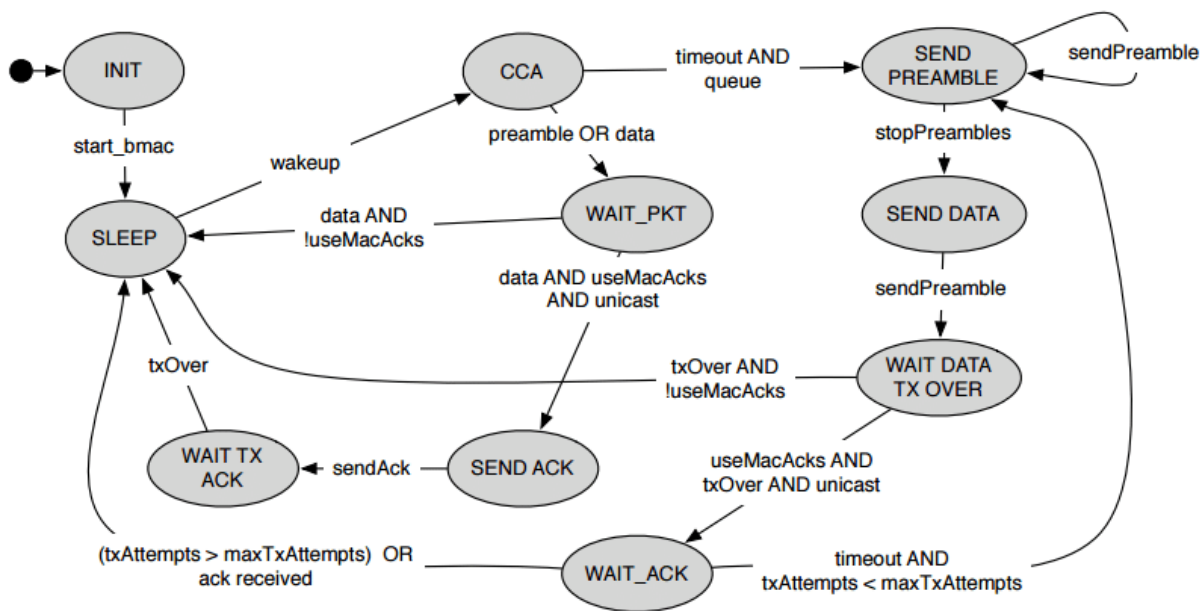 INIT
CCA
timeout AND
queue
SEND
PREAMBLE
sendPreamble
start_bmac
wakeup
preamble OR data
stopPreambles
SLEEP
data AND
!useMacAcks
WAIT_PKT
SEND DATA
data AND useMacAcks
AND unicast
sendPreamble
txOver
txOver AND
!useMacAcks
WAIT DATA
TX OVER
WAIT TX
ACK
sendAck
SEND ACK
useMacAcks AND
txOver AND unicast
(txAttempts > maxTxAttempts) OR
ack received
WAIT_ACK
timeout AND
txAttempts < maxTxAttempts